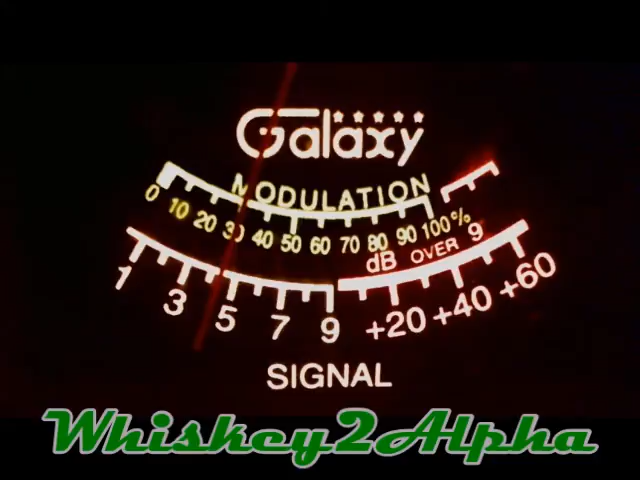 Galaxy
MODULATION
0 10 20 30 40 50 60 70 80 90 100%
dB OVER 9
1 3 5 7 9 +20 +40 +60
SIGNAL
Whiskey2Alpha